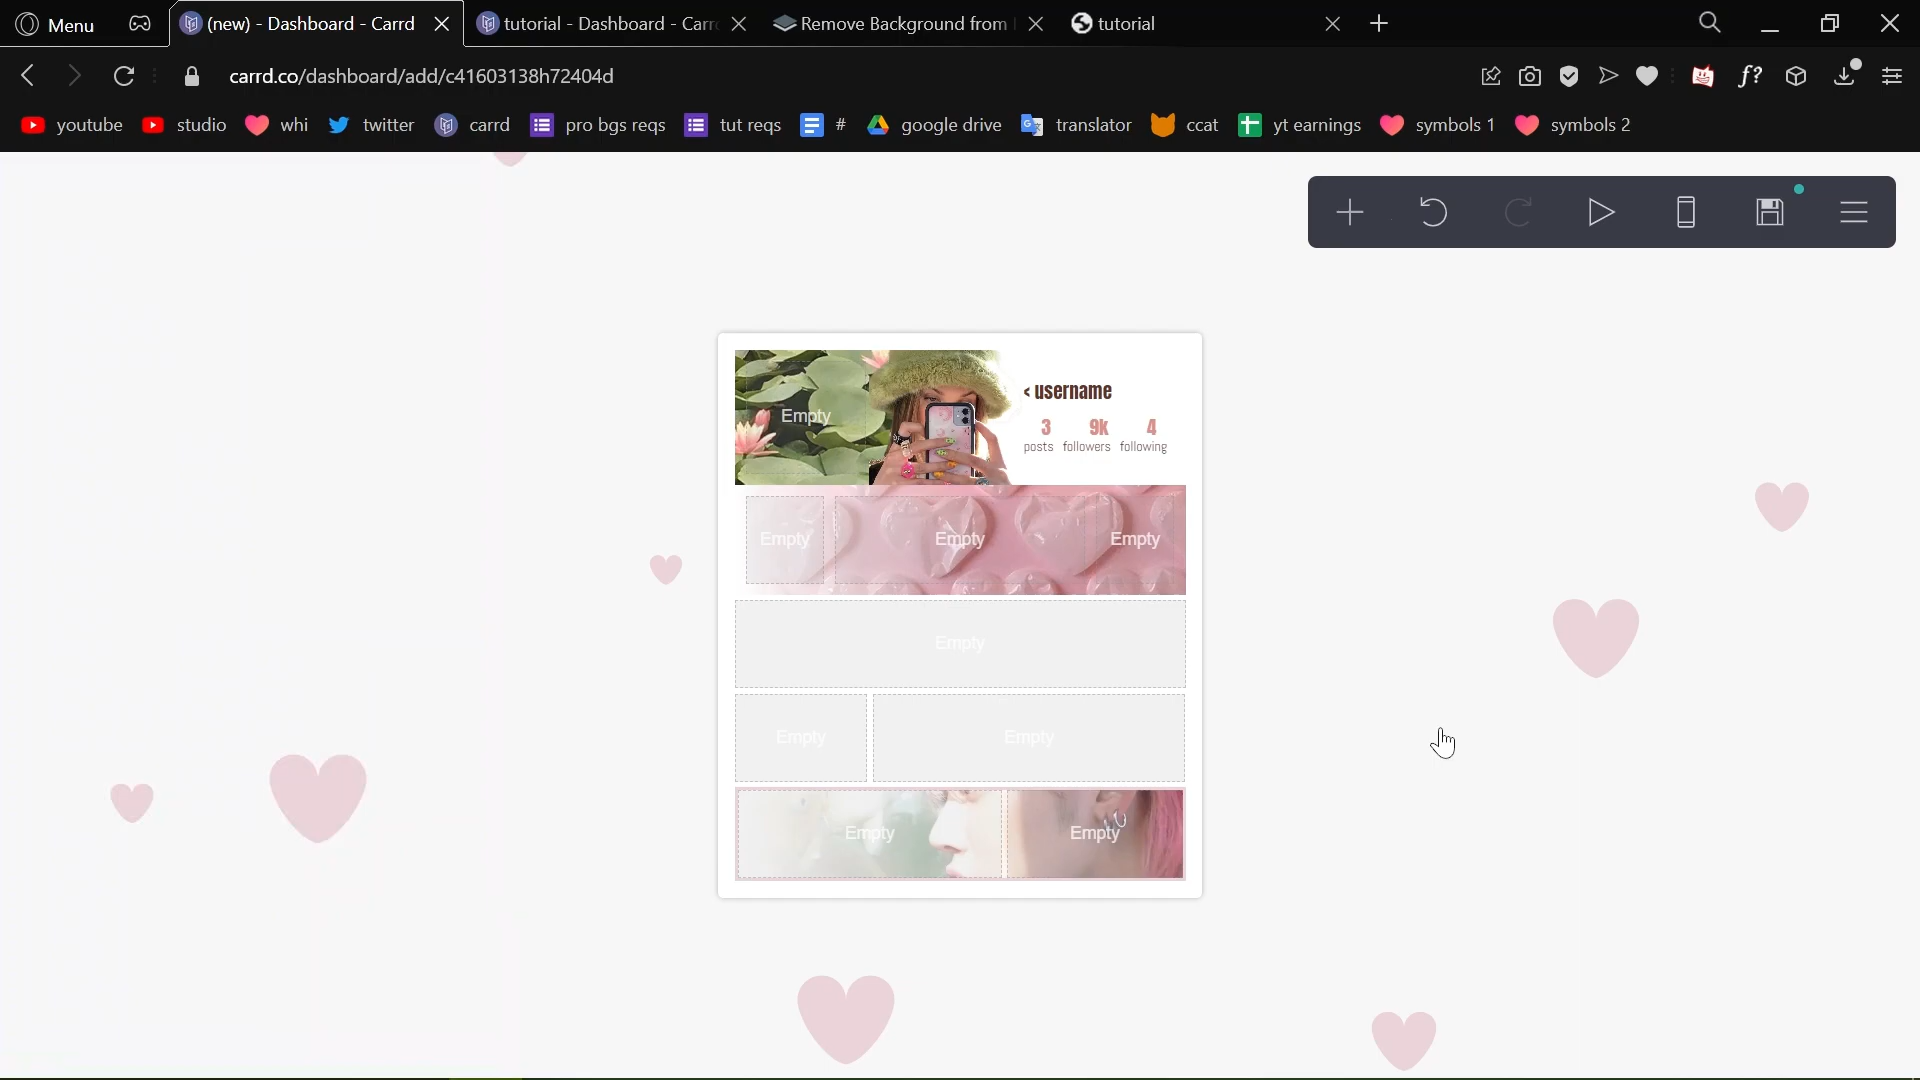 Menu
(new) - Dashboard - Carrd
tutorial - Dashboard - Carr
Remove Background from
tutorial
carrd.co/dashboard/add/c41603138h72404d
f?
youtube
studio
whi
twitter
carrd
pro bgs reqs
tut reqs
#
google drive
translator
ccat
yt earnings
symbols 1
symbols 2
Empty
< username
3 9k 4
posts followers following
Empty Empty Empty
Empty
Empty Empty
Empty Empty